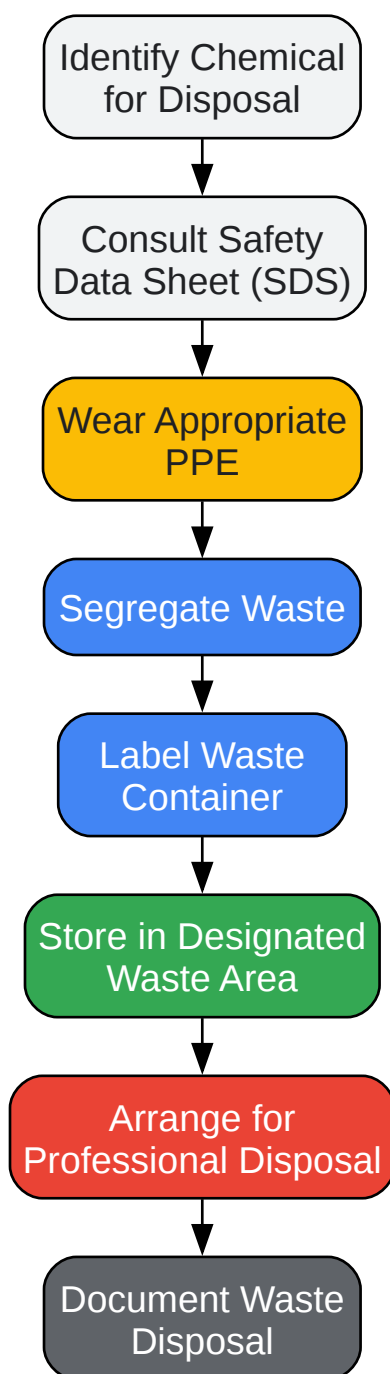 Identify Chemical
for Disposal
Consult Safety
Data Sheet (SDS)
Wear Appropriate
PPE
Segregate Waste
Label Waste
Container
Store in Designated
Waste Area
Arrange for
Professional Disposal
Document Waste
Disposal